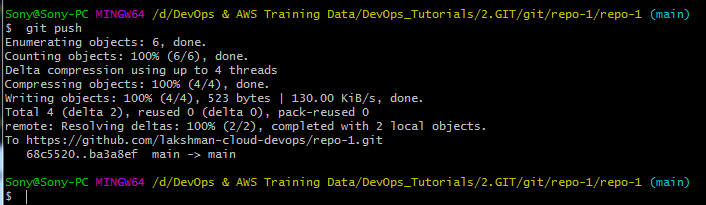 Sony@Sony-PC MINGW64 /d/DevOps & AWS Training Data/DevOps_Tutorials/2.GIT/git/repo-1/repo-1 (main)
$ git push
Enumerating objects: 6, done.
Counting objects: 100% (6/6), done.
Delta compression using up to 4 threads
Compressing objects: 100% (4/4), done.
Writing objects: 100% (4/4), 523 bytes | 130.00 KiB/s, done.
Total 4 (delta 2), reused 0 (delta 0), pack-reused 0
remote: Resolving deltas: 100% (2/2), completed with 2 local objects.
To https://github.com/lakshman-cloud-devops/repo-1.git
   68c5520..ba3a8ef  main -> main
Sony@Sony-PC MINGW64 /d/DevOps & AWS Training Data/DevOps_Tutorials/2.GIT/git/repo-1/repo-1 (main)
$